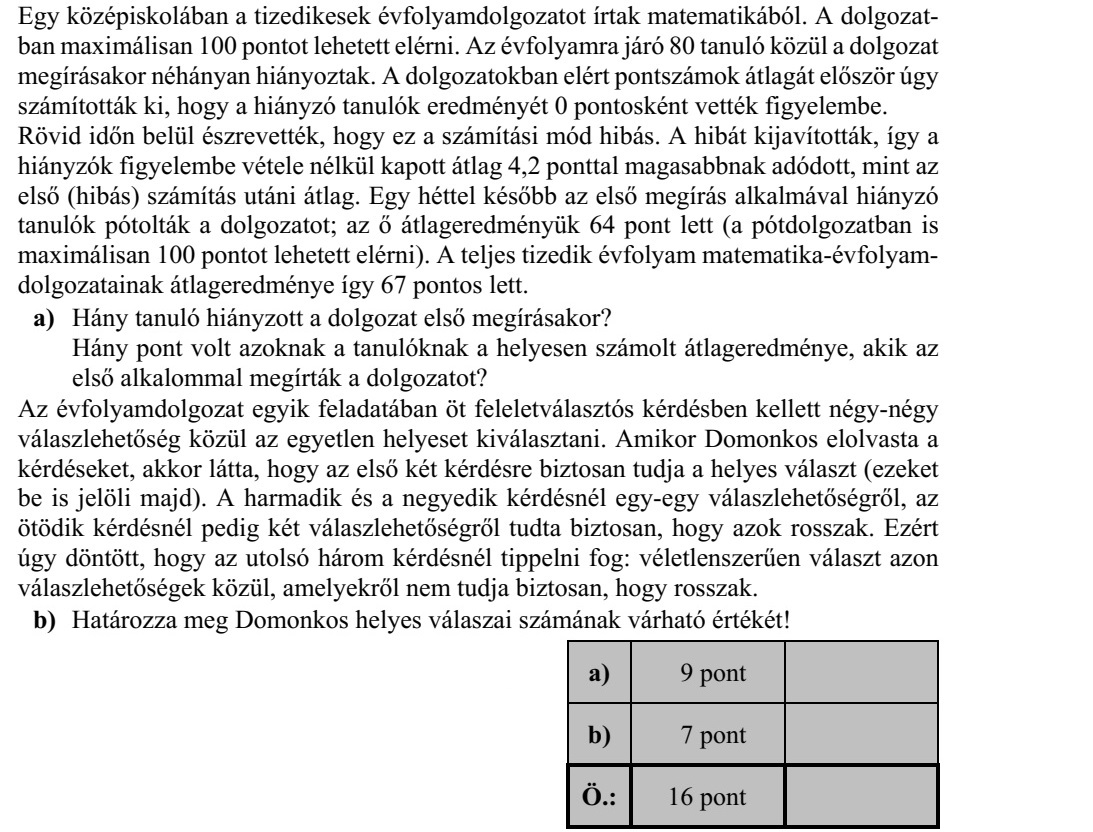 Egy középiskolában a tizedikesek évfolyamdolgozatot írtak matematikából. A dolgozat-
ban maximálisan 100 pontot lehetett elérni. Az évfolyamra járó 80 tanuló közül a dolgozat
megírásakor néhányan hiányoztak. A dolgozatokban elért pontszámok átlagát először úgy
számították ki, hogy a hiányzó tanulók eredményét 0 pontosként vették figyelembe.
Rövid időn belül észrevették, hogy ez a számítási mód hibás. A hibát kijavították, így a
hiányzók figyelembe vétele nélkül kapott átlag 4,2 ponttal magasabbnak adódott, mint az
első (hibás) számítás utáni átlag. Egy héttel később az első megírás alkalmával hiányzó
tanulók pótolták a dolgozatot; az ő átlageredményük 64 pont lett (a pótdolgozatban is
maximálisan 100 pontot lehetett elérni). A teljes tizedik évfolyam matematika-évfolyam-
dolgozatainak átlageredménye így 67 pontos lett.
a) Hány tanuló hiányzott a dolgozat első megírásakor?
Hány pont volt azoknak a tanulóknak a helyesen számolt átlageredménye, akik az
első alkalommal megírták a dolgozatot?
Az évfolyamdolgozat egyik feladatában öt feleletválasztós kérdésben kellett négy-négy
válaszlehetőség közül az egyetlen helyeset kiválasztani. Amikor Domonkos elolvasta a
kérdéseket, akkor látta, hogy az első két kérdésre biztosan tudja a helyes választ (ezeket
be is jelöli majd). A harmadik és a negyedik kérdésnél egy-egy válaszlehetőségről, az
ötödik kérdésnél pedig két válaszlehetőségről tudta biztosan, hogy azok rosszak. Ezért
úgy döntött, hogy az utolsó három kérdésnél tippelni fog: véletlenszerűen választ azon
válaszlehetőségek közül, amelyekről nem tudja biztosan, hogy rosszak.
b) Határozza meg Domonkos helyes válaszai számának várható értékét!
a) 9 pont
b) 7 pont
Ö.: 16 pont